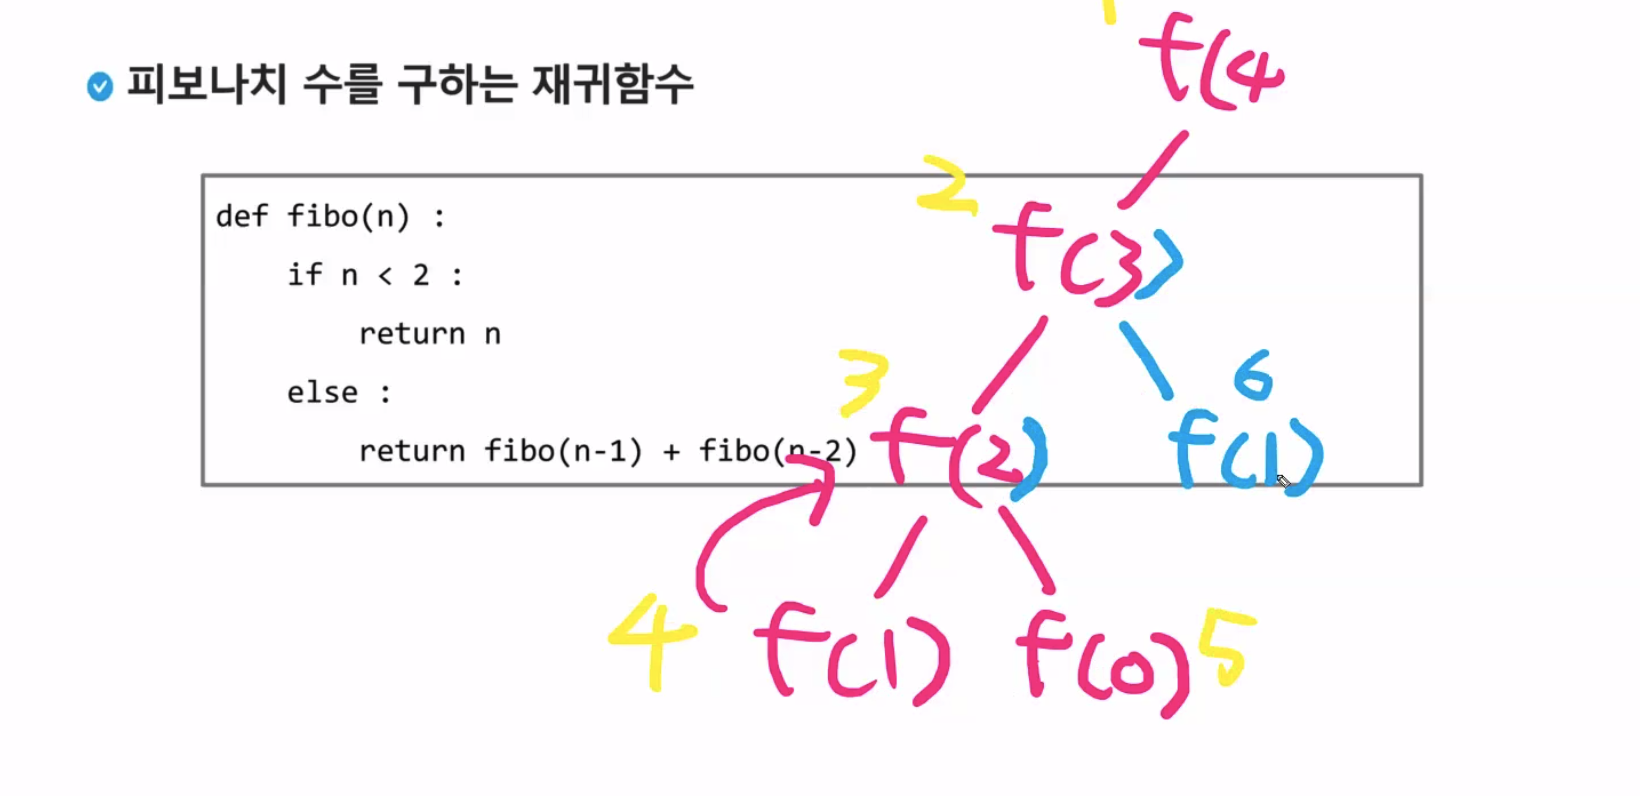 1
f(4
피보나치 수를 구하는 재귀함수
2
f(3)
def fibo(n) :
if n < 2 :
return n
else :
return fibo(n-1) + fibo(n-2)
3
f(2)
6
f(1)
4
f(1)
f(0)
5